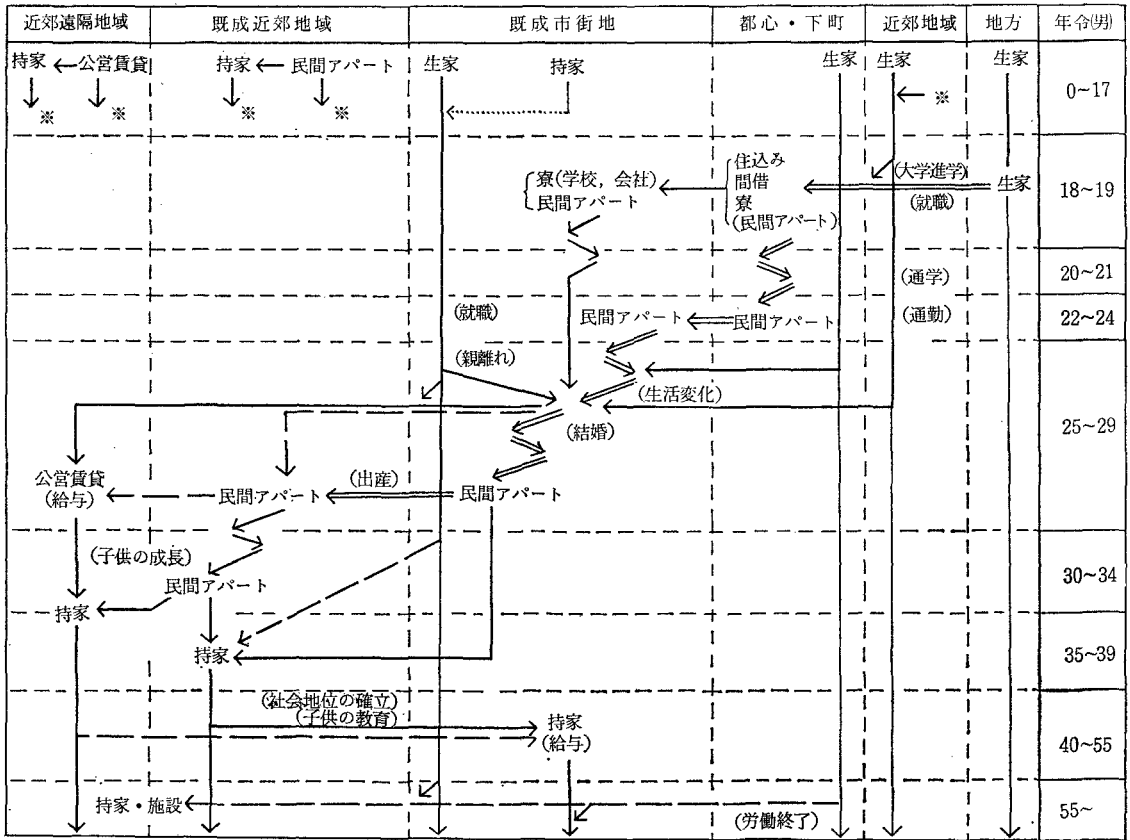 近郊遠隔地域 既成近郊地域 既成市街地 都心・下町 近郊地域 地方 年令(男)
持家 公営賃貸 持家 民間アパート 生家 持家 生家 生家 生家
※ ※ ※ ※ ※ 0~17
住込み
寮(学校,会社) 間借 (大学進学) 生家 18~19
民間アパート 寮 (就職)
(民間アパート)
(通学) 20~21
(就職) 民間アパート 民間アパート (通勤) 22~24
(親離れ)
(生活変化)
(結婚) 25~29
公営賃貸 (出産)
(給与) 民間アパート 民間アパート
(子供の成長)
民間アパート 30~34
持家
持家 35~39
(社会地位の確立)
(子供の教育) 持家
(給与) 40~55
持家・施設 (労働終了) 55~